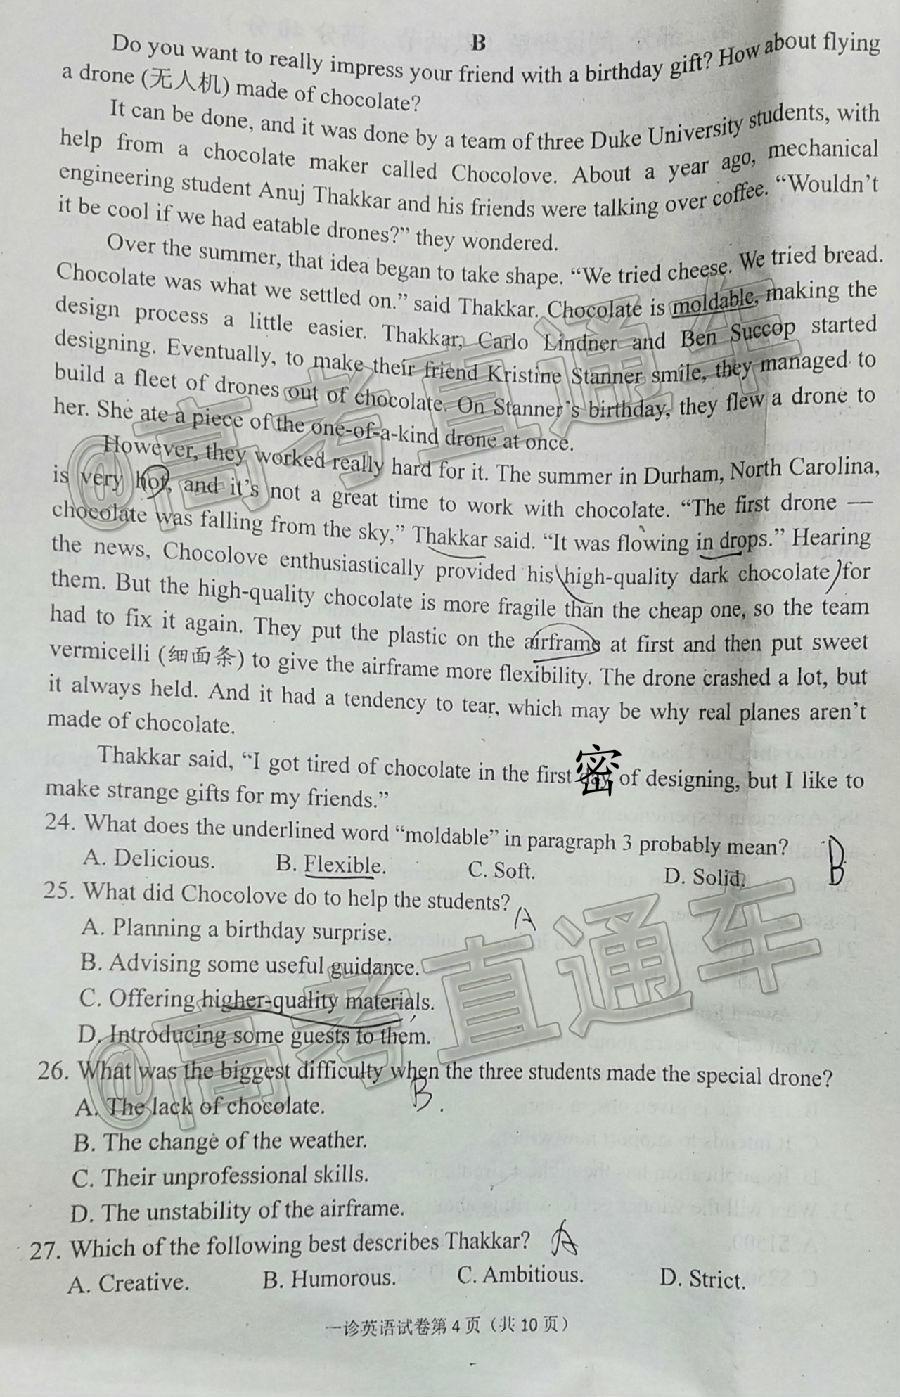 B
Do you want to really impress your friend with a birthday gift? How about flying
a drone (无人机) made of chocolate?
It can be done, and it was done by a team of three Duke University students, with
help from a chocolate maker called Chocolove. About a year ago, mechanical
engineering student Anuj Thakkar and his friends were talking over coffee. “Wouldn’t
it be cool if we had eatable drones?” they wondered.
Over the summer, that idea began to take shape. “We tried cheese. We tried bread.
Chocolate was what we settled on.” said Thakkar. Chocolate is moldable, making the
design process a little easier. Thakkar, Carlo Lindner and Ben Succop started
designing. Eventually, to make their friend Kristine Stanner smile, they managed to
build a fleet of drones out of chocolate. On Stanner’s birthday, they flew a drone to
her. She ate a piece of the one-of-a-kind drone at once.
However, they worked really hard for it. The summer in Durham, North Carolina,
is very hot, and it’s not a great time to work with chocolate. “The first drone —
chocolate was falling from the sky,” Thakkar said. “It was flowing in drops.” Hearing
the news, Chocolove enthusiastically provided his high-quality dark chocolate for
them. But the high-quality chocolate is more fragile than the cheap one, so the team
had to fix it again. They put the plastic on the airframe at first and then put sweet
vermicelli (细面条) to give the airframe more flexibility. The drone crashed a lot, but
it always held. And it had a tendency to tear, which may be why real planes aren’t
made of chocolate.
Thakkar said, “I got tired of chocolate in the first 密 of designing, but I like to
make strange gifts for my friends.”
24. What does the underlined word “moldable” in paragraph 3 probably mean?
A. Delicious. B. Flexible. C. Soft. D. Solid. B
25. What did Chocolove do to help the students? A
A. Planning a birthday surprise.
B. Advising some useful guidance.
C. Offering higher-quality materials.
D. Introducing some guests to them.
26. What was the biggest difficulty when the three students made the special drone?
A. The lack of chocolate. B.
B. The change of the weather.
C. Their unprofessional skills.
D. The unstability of the airframe.
27. Which of the following best describes Thakkar? A
A. Creative. B. Humorous. C. Ambitious. D. Strict.
一诊英语试卷第 4 页（共 10 页）
@高考直通车
@高考直通车